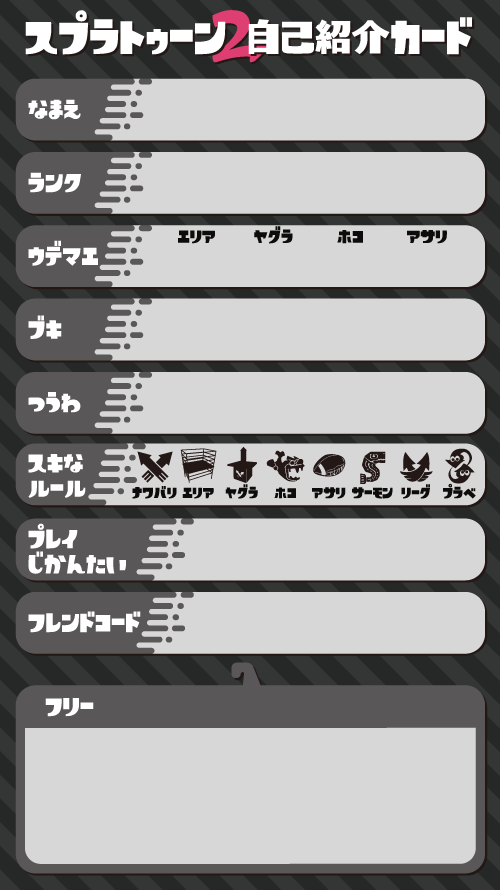 スプラトゥーン2自己紹介カード
なまえ
ランク
ウデマエ
エリア ヤグラ ホコ アサリ
ブキ
つうわ
スキな
ルール
ナワバリ エリア ヤグラ ホコ アサリ サーモン リーグ プラベ
プレイ
じかんたい
フレンドコード
フリー